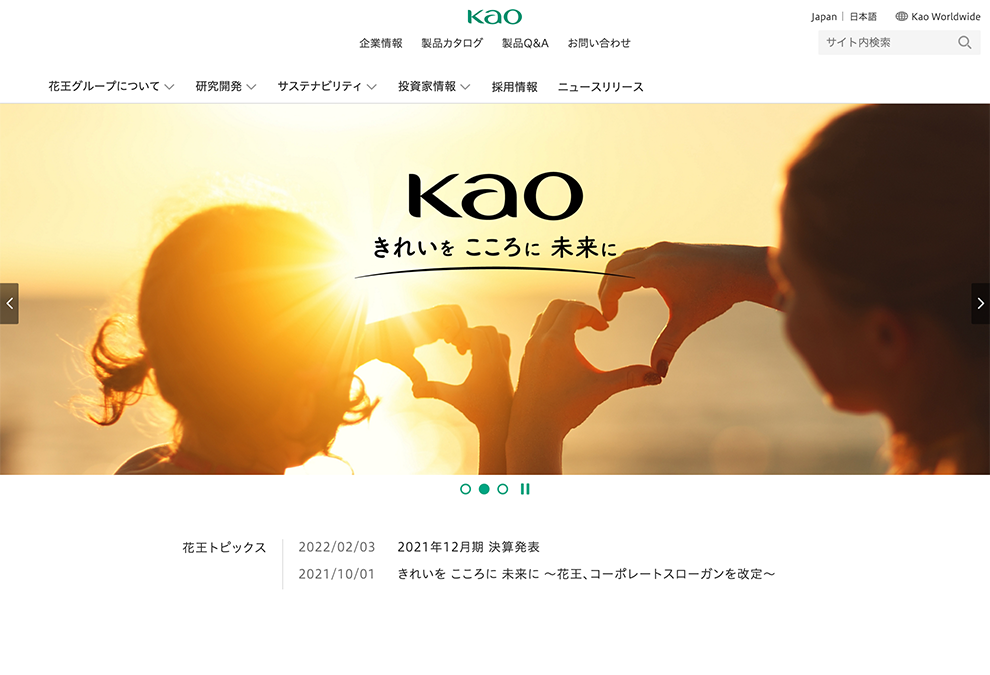 Kao
Japan 日本語 Kao Worldwide
企業情報 製品カタログ 製品Q&A お問い合わせ
サイト内検索
花王グループについて 研究開発 サステナビリティ 投資家情報 採用情報 ニュースリリース
Kao
きれいを こころに 未来に
花王トピックス 2022/02/03 2021年12月期 決算発表
2021/10/01 きれいを こころに 未来に ～花王、コーポレートスローガンを改定～